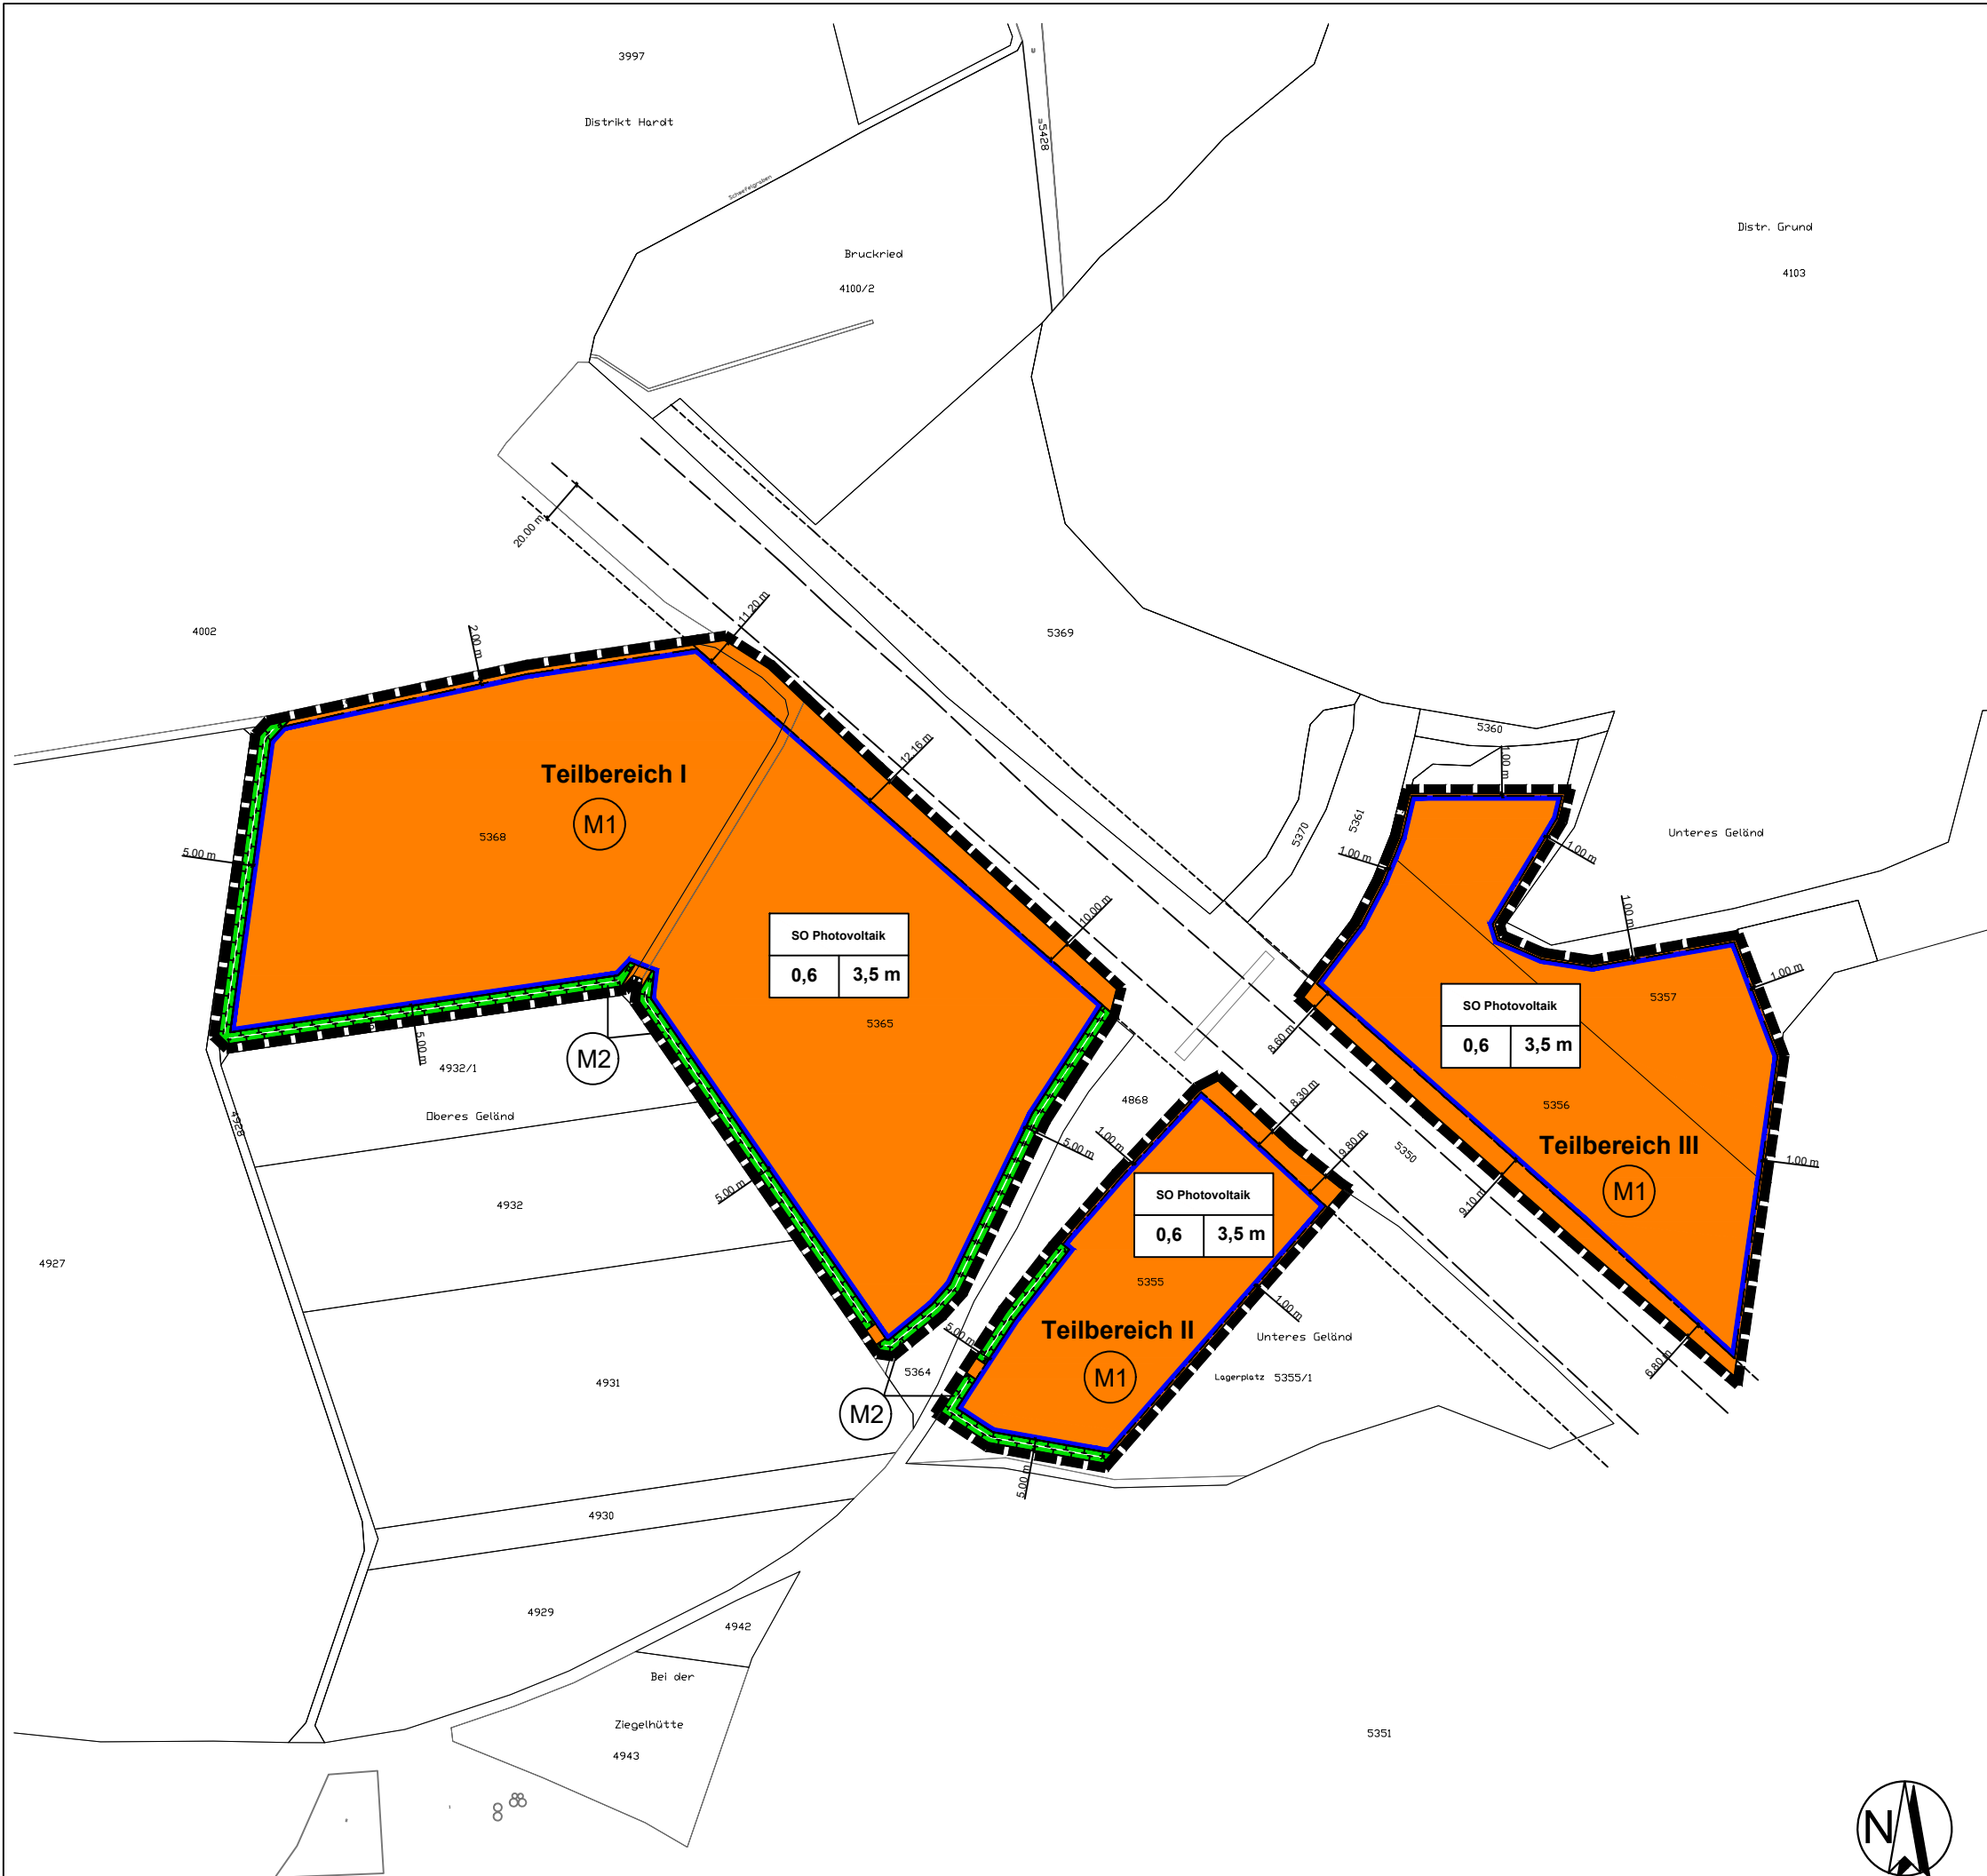 3997
Distrikt Hardt
5428
Distr. Grund
4103
Bruckried
4100/2
20.00 m
11.20 m
2.00 m
4002
5369
12.16 m
5360
1.00 m
Teilbereich I
M1
5368
5.00 m
5361
5370
1.00 m
1.00 m
Unteres Geländ
SO Photovoltaik
0,6
3,5 m
10.00 m
1.00 m
1.00 m
5365
5357
SO Photovoltaik
0,6
3,5 m
8.60 m
5.00 m
M2
4932/1
Oberes Geländ
4928
4868
8.30 m
5356
5.00 m
1.00 m
9.80 m
5350
Teilbereich III
M1
1.00 m
9.10 m
5.00 m
4932
SO Photovoltaik
0,6
3,5 m
4927
5355
1.00 m
Teilbereich II
M1
5.00 m
Unteres Geländ
Lagerplatz
5355/1
6.80 m
5364
4931
M2
5.00 m
4930
4929
4942
Bei der
Ziegelhütte
4943
5351
N